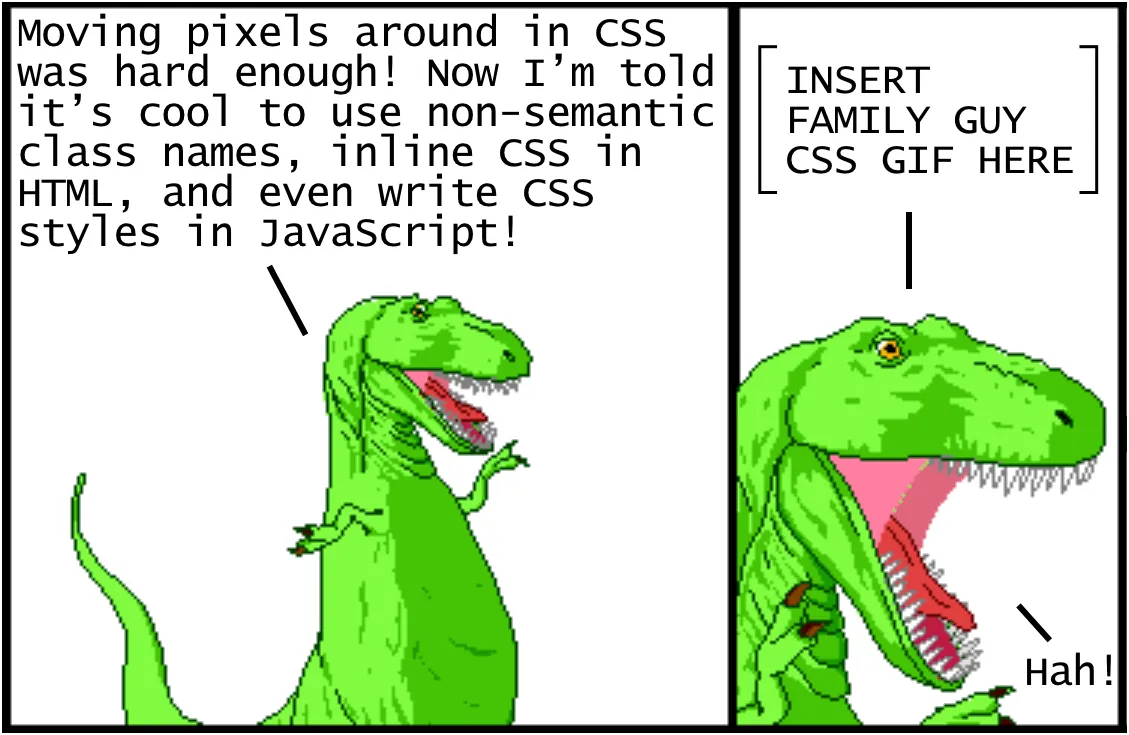 Moving pixels around in CSS
was hard enough! Now I’m told
it’s cool to use non-semantic
class names, inline CSS in
HTML, and even write CSS
styles in JavaScript!
INSERT
FAMILY GUY
CSS GIF HERE
Hah!